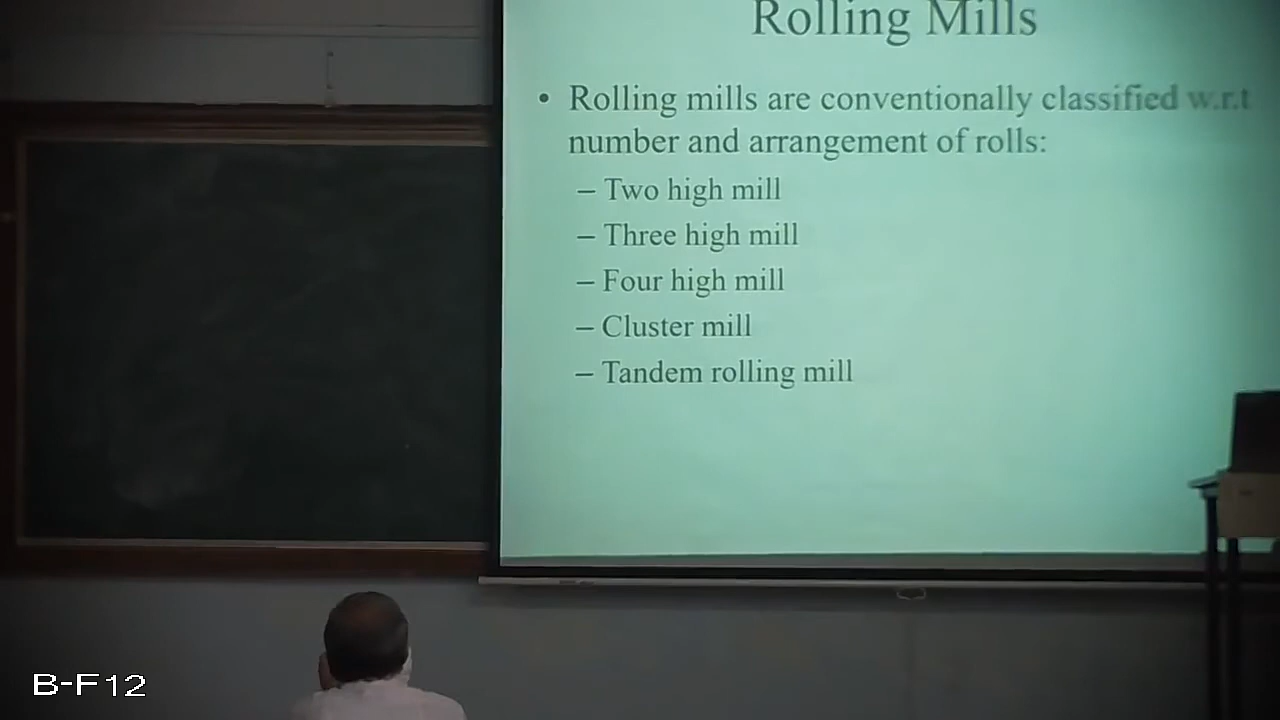 Rolling Mills
• Rolling mills are conventionally classified w.r.t
number and arrangement of rolls:
– Two high mill
– Three high mill
– Four high mill
– Cluster mill
– Tandem rolling mill
B-F12